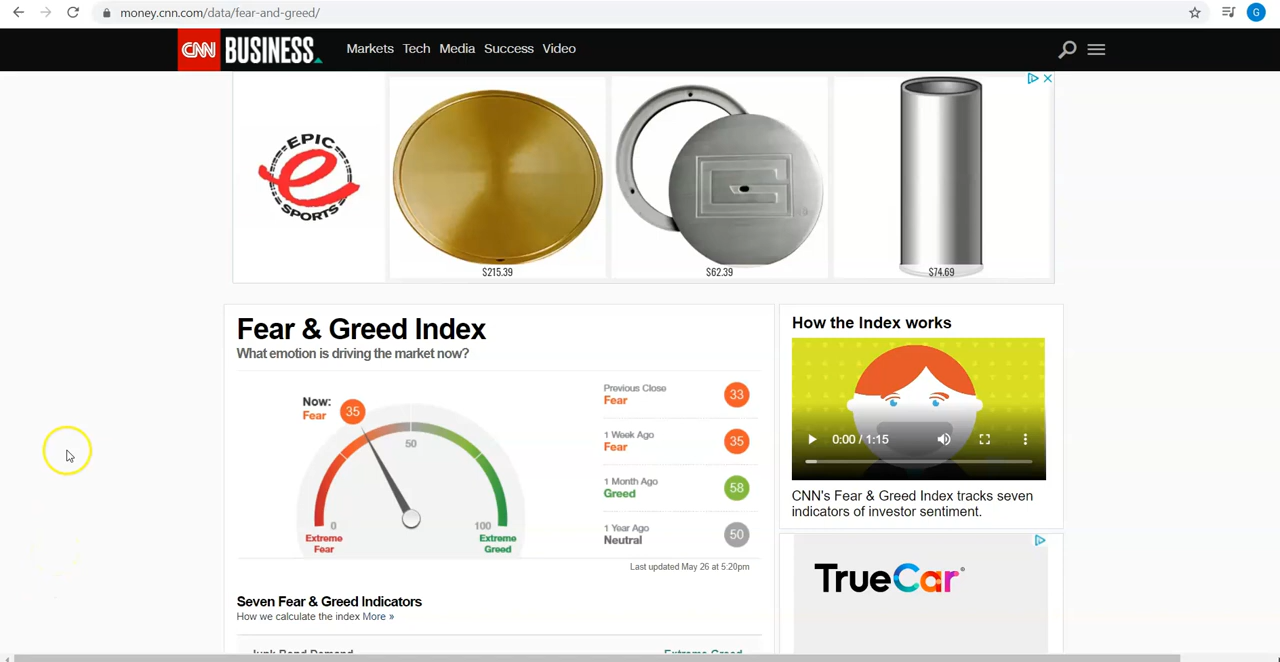 money.cnn.com/data/fear-and-greed/
G
CNN BUSINESS
Markets Tech Media Success Video
EPIC
e
SPORTS
G
$215.39
$62.39
$74.69
Fear & Greed Index
What emotion is driving the market now?
Now:
Fear
35
50
0
100
Extreme
Fear
Extreme
Greed
Previous Close
Fear
33
1 Week Ago
Fear
35
1 Month Ago
Greed
58
1 Year Ago
Neutral
50
Last updated May 26 at 5:20pm
Seven Fear & Greed Indicators
How we calculate the index More »
Junk Bond Demand Extreme Greed
How the Index works
0:00 / 1:15
CNN's Fear & Greed Index tracks seven
indicators of investor sentiment.
TrueCar